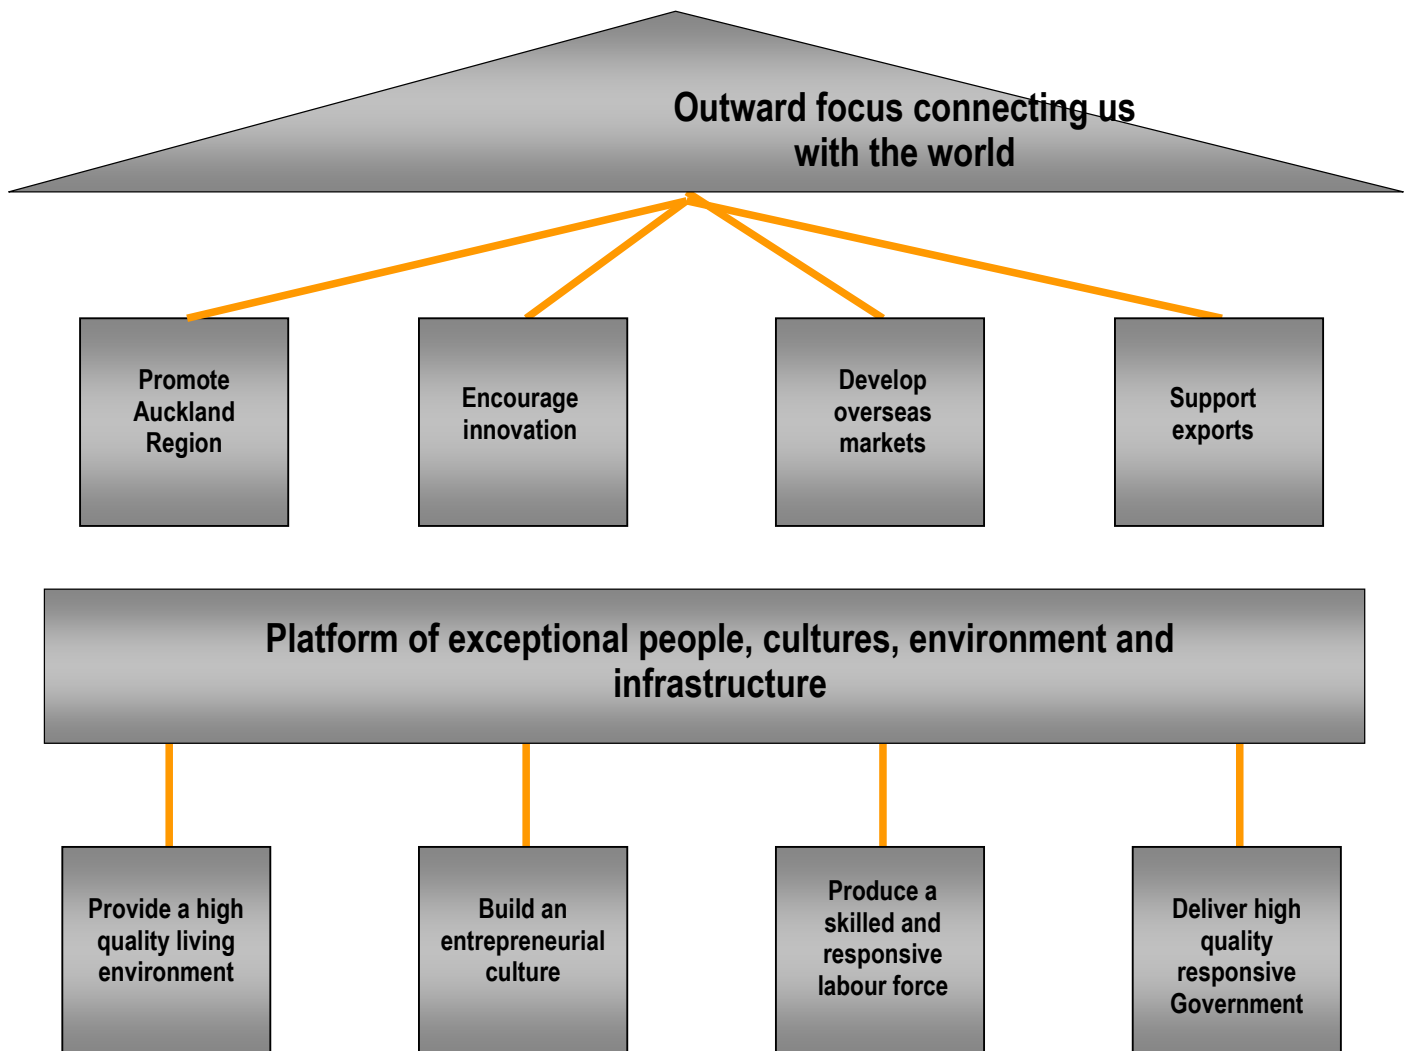 Outward focus connecting us
with the world
Promote
Auckland
Region
Encourage
innovation
Develop
overseas
markets
Support
exports
Platform of exceptional people, cultures, environment and
infrastructure
Provide a high
quality living
environment
Build an
entrepreneurial
culture
Produce a
skilled and
responsive
labour force
Deliver high
quality
responsive
Government